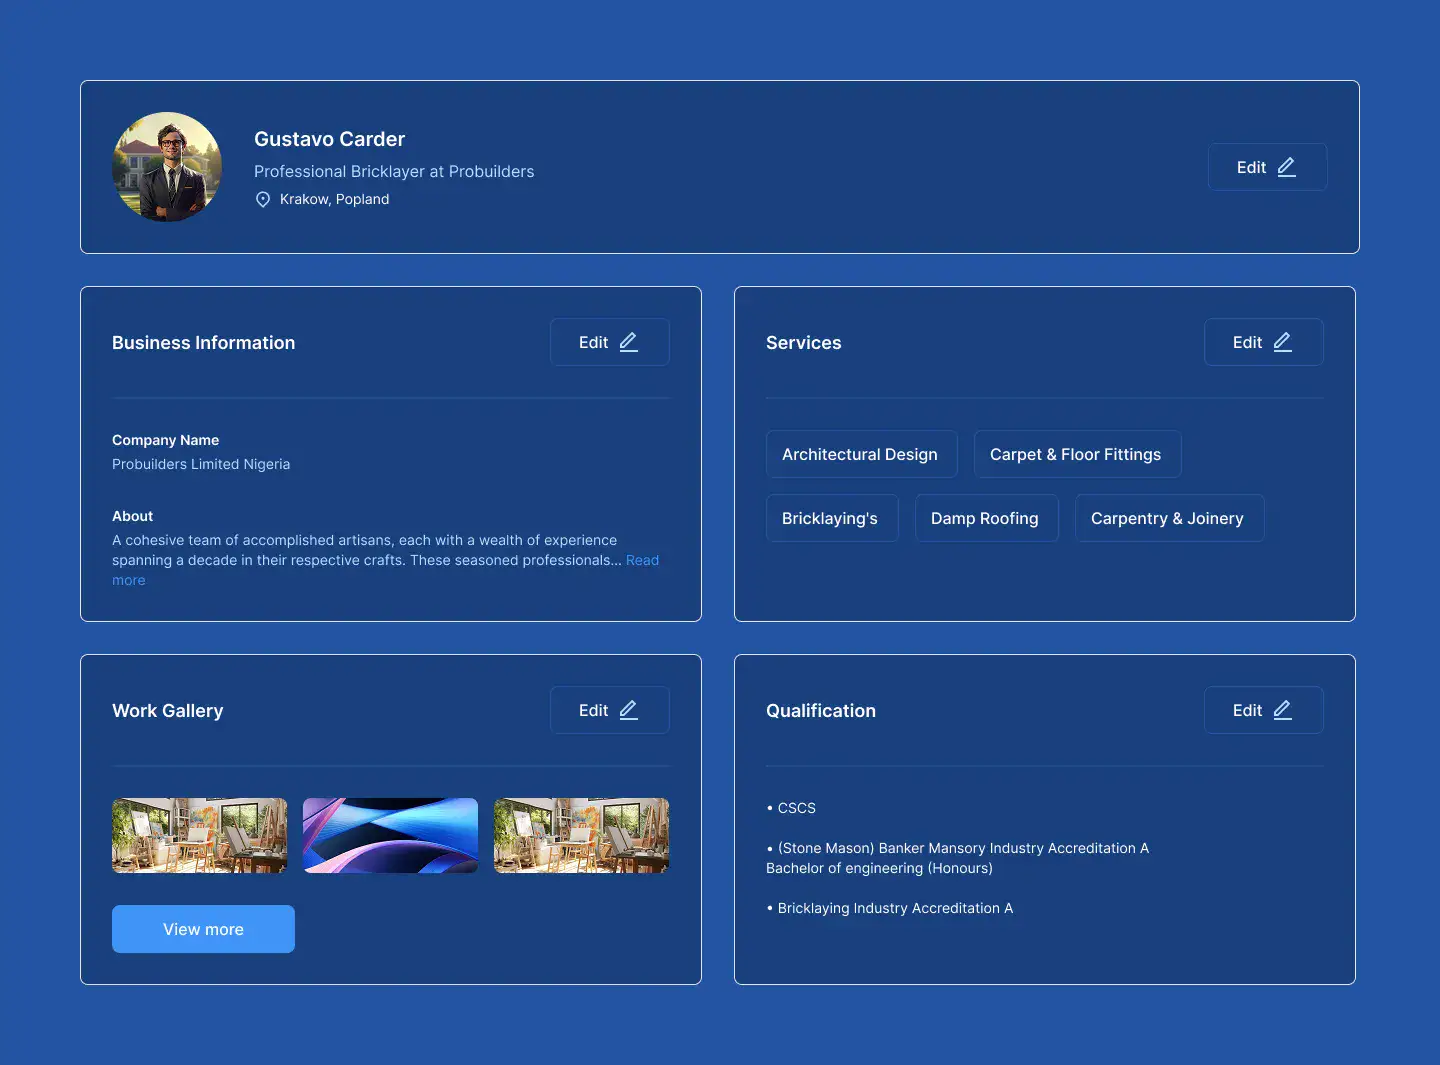 Gustavo Carder
Professional Bricklayer at Probuilders
Krakow, Popland
Edit
Business Information
Edit
Company Name
Probuilders Limited Nigeria
About
A cohesive team of accomplished artisans, each with a wealth of experience
spanning a decade in their respective crafts. These seasoned professionals... Read
more
Services
Edit
Architectural Design
Carpet & Floor Fittings
Bricklaying's
Damp Roofing
Carpentry & Joinery
Work Gallery
Edit
View more
Qualification
Edit
• CSCS
• (Stone Mason) Banker Mansory Industry Accreditation A
Bachelor of engineering (Honours)
• Bricklaying Industry Accreditation A